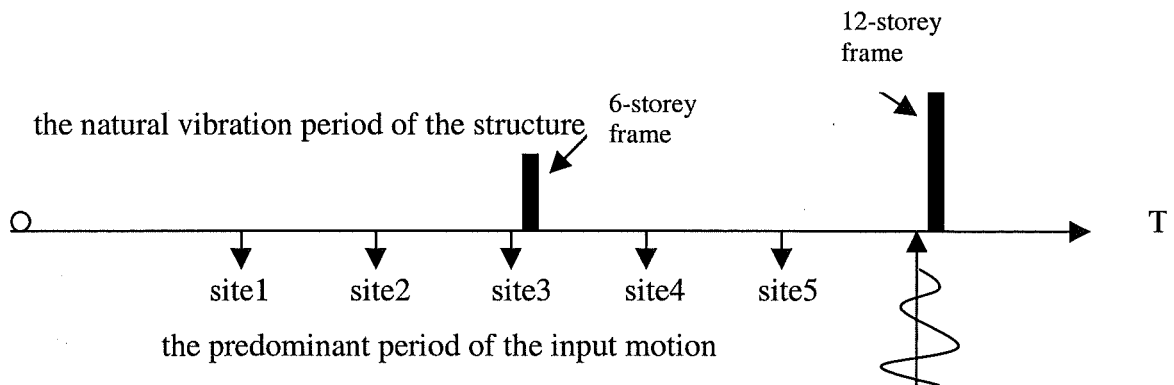 12-storey
frame
6-storey
frame
the natural vibration period of the structure
T
site1 site2 site3 site4 site5
the predominant period of the input motion